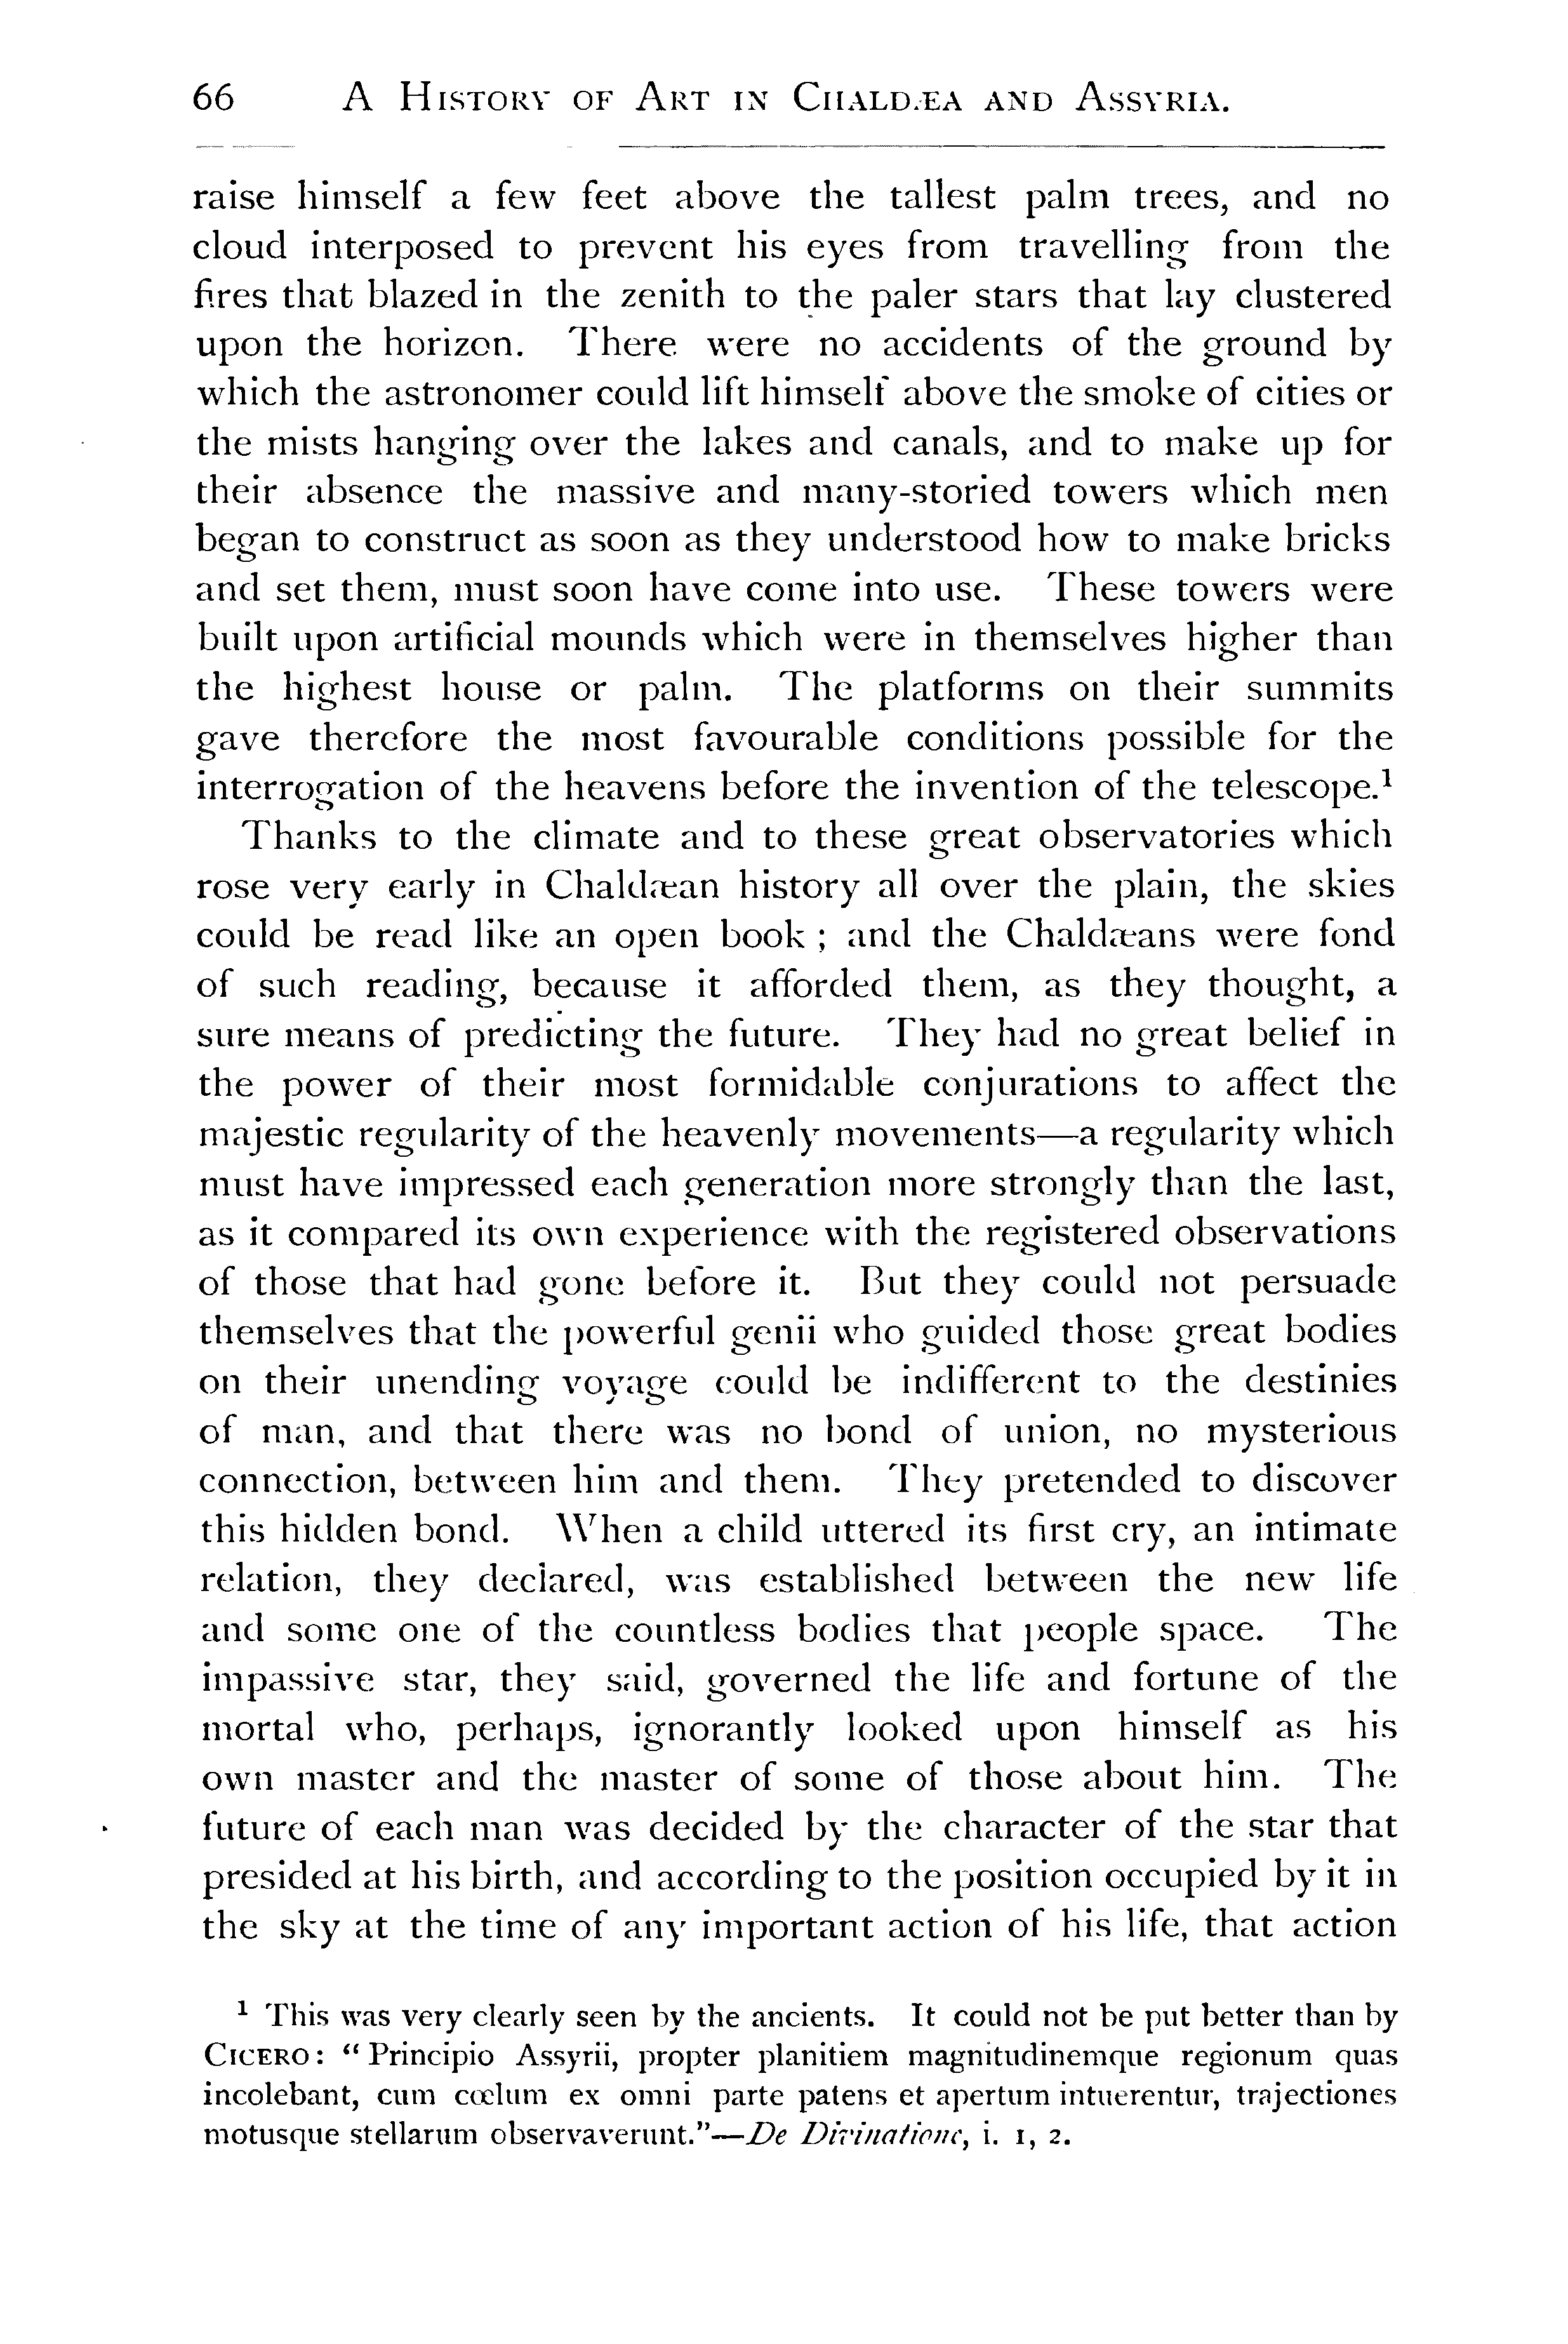 66 A History of Art in Chaldæa and Assyria.
raise himself a few feet above the tallest palm trees, and no
cloud interposed to prevent his eyes from travelling from the
fires that blazed in the zenith to the paler stars that lay clustered
upon the horizon. There were no accidents of the ground by
which the astronomer could lift himself above the smoke of cities or
the mists hanging over the lakes and canals, and to make up for
their absence the massive and many-storied towers which men
began to construct as soon as they understood how to make bricks
and set them, must soon have come into use. These towers were
built upon artificial mounds which were in themselves higher than
the highest house or palm. The platforms on their summits
gave therefore the most favourable conditions possible for the
interrogation of the heavens before the invention of the telescope.¹
Thanks to the climate and to these great observatories which
rose very early in Chaldæan history all over the plain, the skies
could be read like an open book ; and the Chaldæans were fond
of such reading, because it afforded them, as they thought, a
sure means of predicting the future. They had no great belief in
the power of their most formidable conjurations to affect the
majestic regularity of the heavenly movements—a regularity which
must have impressed each generation more strongly than the last,
as it compared its own experience with the registered observations
of those that had gone before it. But they could not persuade
themselves that the powerful genii who guided those great bodies
on their unending voyage could be indifferent to the destinies
of man, and that there was no bond of union, no mysterious
connection, between him and them. They pretended to discover
this hidden bond. When a child uttered its first cry, an intimate
relation, they declared, was established between the new life
and some one of the countless bodies that people space. The
impassive star, they said, governed the life and fortune of the
mortal who, perhaps, ignorantly looked upon himself as his
own master and the master of some of those about him. The
future of each man was decided by the character of the star that
presided at his birth, and according to the position occupied by it in
the sky at the time of any important action of his life, that action
¹ This was very clearly seen by the ancients. It could not be put better than by
Cicero: “Principio Assyrii, propter planitiem magnitudinemque regionum quas
incolebant, cum cœlum ex omni parte patens et apertum intuerentur, trajectiones
motusque stellarum observaverunt.”—De Divinatione, i. 1, 2.